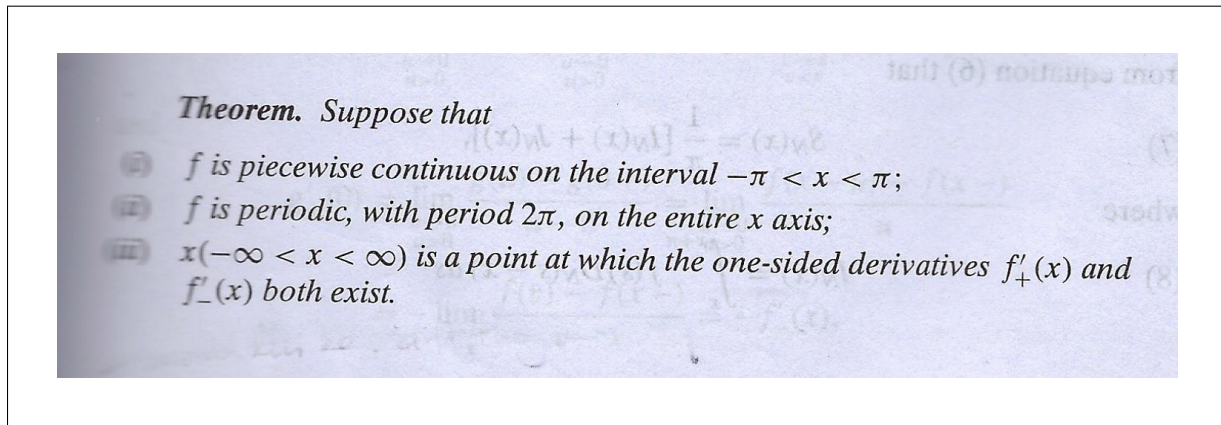 Theorem. Suppose that
(i) f is piecewise continuous on the interval −π < x < π;
(ii) f is periodic, with period 2π, on the entire x axis;
(iii) x(−∞ < x < ∞) is a point at which the one-sided derivatives f′₊(x) and
f′₋(x) both exist.